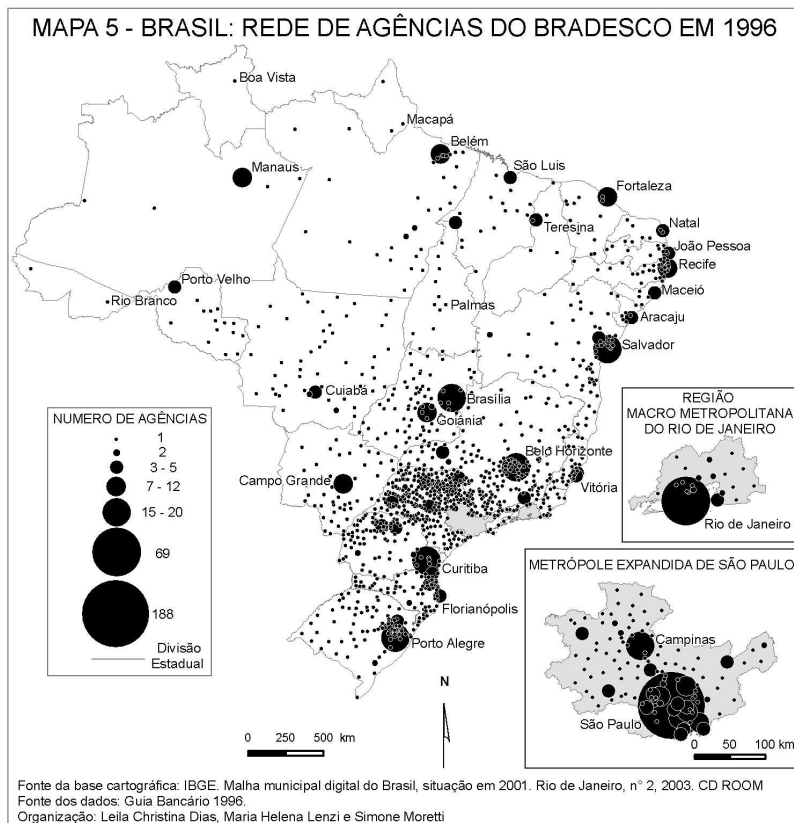 MAPA 5 - BRASIL: REDE DE AGÊNCIAS DO BRADESCO EM 1996
Boa Vista
Macapá
Belém
São Luis
Manaus
Fortaleza
Teresina
Natal
João Pessoa
Recife
Porto Velho
Rio Branco
Palmas
Maceió
Aracaju
Salvador
Cuiabá
Brasília
Goiânia
Belo Horizonte
Campo Grande
Vitória
Curitiba
Florianópolis
Porto Alegre
NUMERO DE AGÊNCIAS
1
2
3 - 5
7 - 12
15 - 20
69
188
Divisão
Estadual
REGIÃO
MACRO METROPOLITANA
DO RIO DE JANEIRO
Rio de Janeiro
METRÓPOLE EXPANDIDA DE SÃO PAULO
Campinas
São Paulo
0 50 100 km
N
0 250 500 km
Fonte da base cartográfica: IBGE. Malha municipal digital do Brasil, situação em 2001. Rio de Janeiro, n° 2, 2003. CD ROOM
Fonte dos dados: Guia Bancário 1996.
Organização: Leila Christina Dias, Maria Helena Lenzi e Simone Moretti